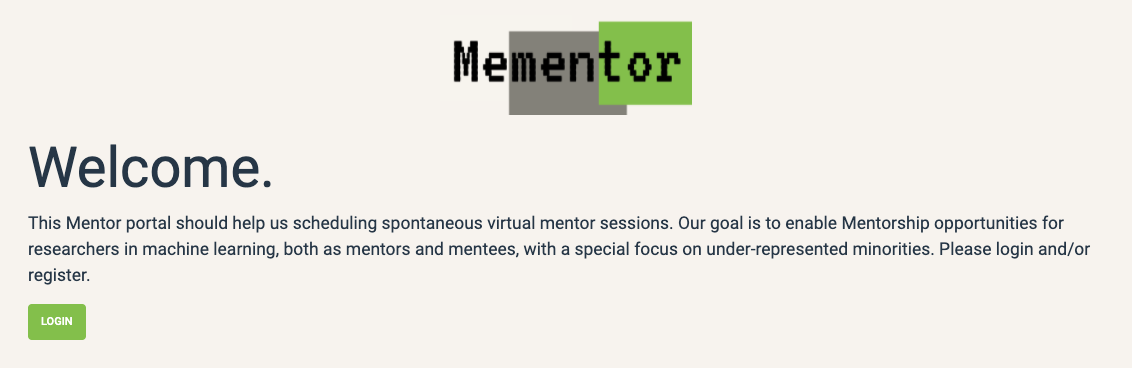 Mementor
Welcome.
This Mentor portal should help us scheduling spontaneous virtual mentor sessions. Our goal is to enable Mentorship opportunities for
researchers in machine learning, both as mentors and mentees, with a special focus on under-represented minorities. Please login and/or
register.
LOGIN